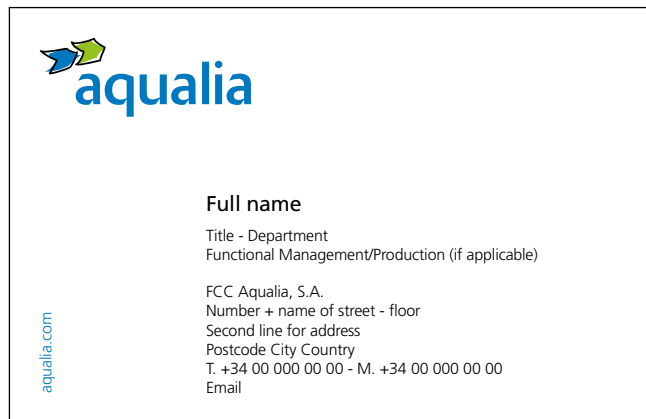 aqualia
Full name
Title - Department
Functional Management/Production (if applicable)
FCC Aqualia, S.A.
Number + name of street - floor
Second line for address
Postcode City Country
T. +34 00 000 00 00 - M. +34 00 000 00 00
Email
aqualia.com